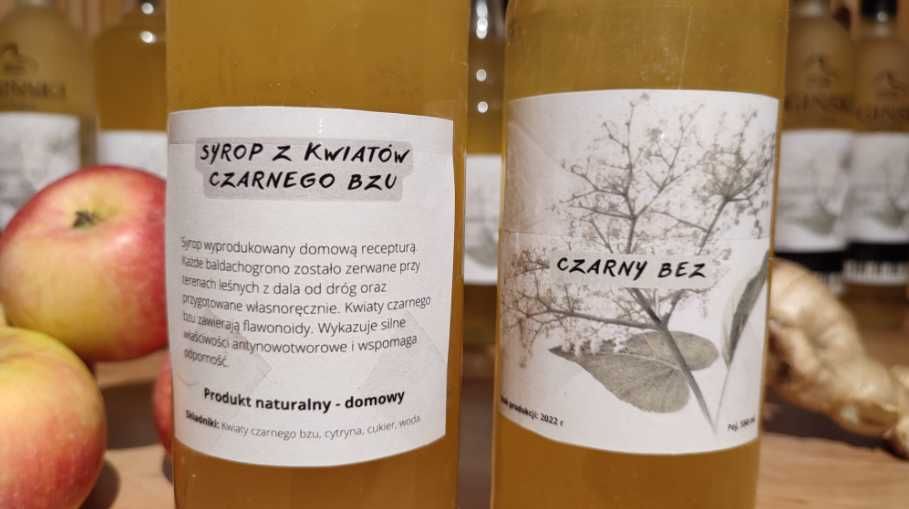 SYROP Z KWIATÓW
CZARNEGO BZU
Syrop wyprodukowany domową recepturą.
Każde baldachogrono zostało zerwane przy
terenach leśnych z dala od dróg oraz
przygotowane własnoręcznie. Kwiaty czarnego
bzu zawierają flawonoidy. Wykazuje silne
właściwości antynowotworowe i wspomaga
odporność.
Produkt naturalny - domowy
Składniki: Kwiaty czarnego bzu, cytryna, cukier, woda
CZARNY BEZ
produkcji: 2022 r
Poj.